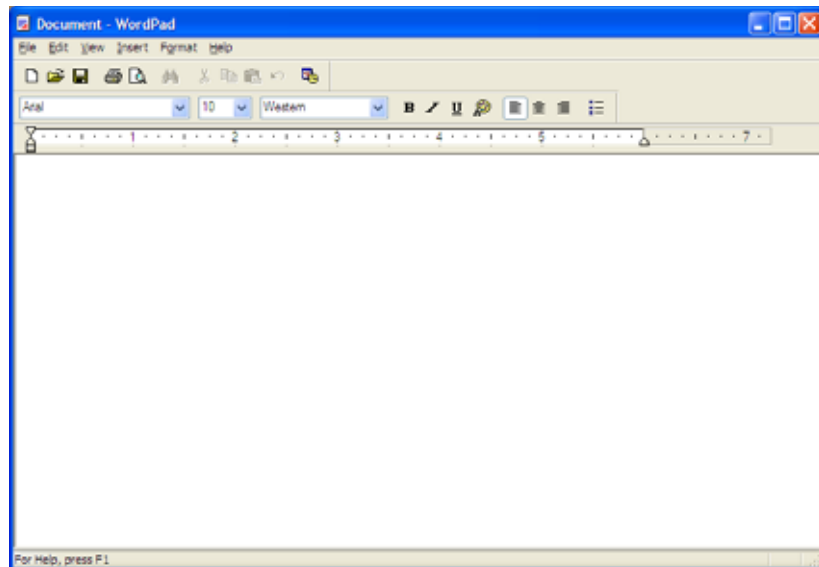 Document - WordPad
File Edit View Insert Format Help
Arial 10 Western
1 2 3 4 5 7
For Help, press F1